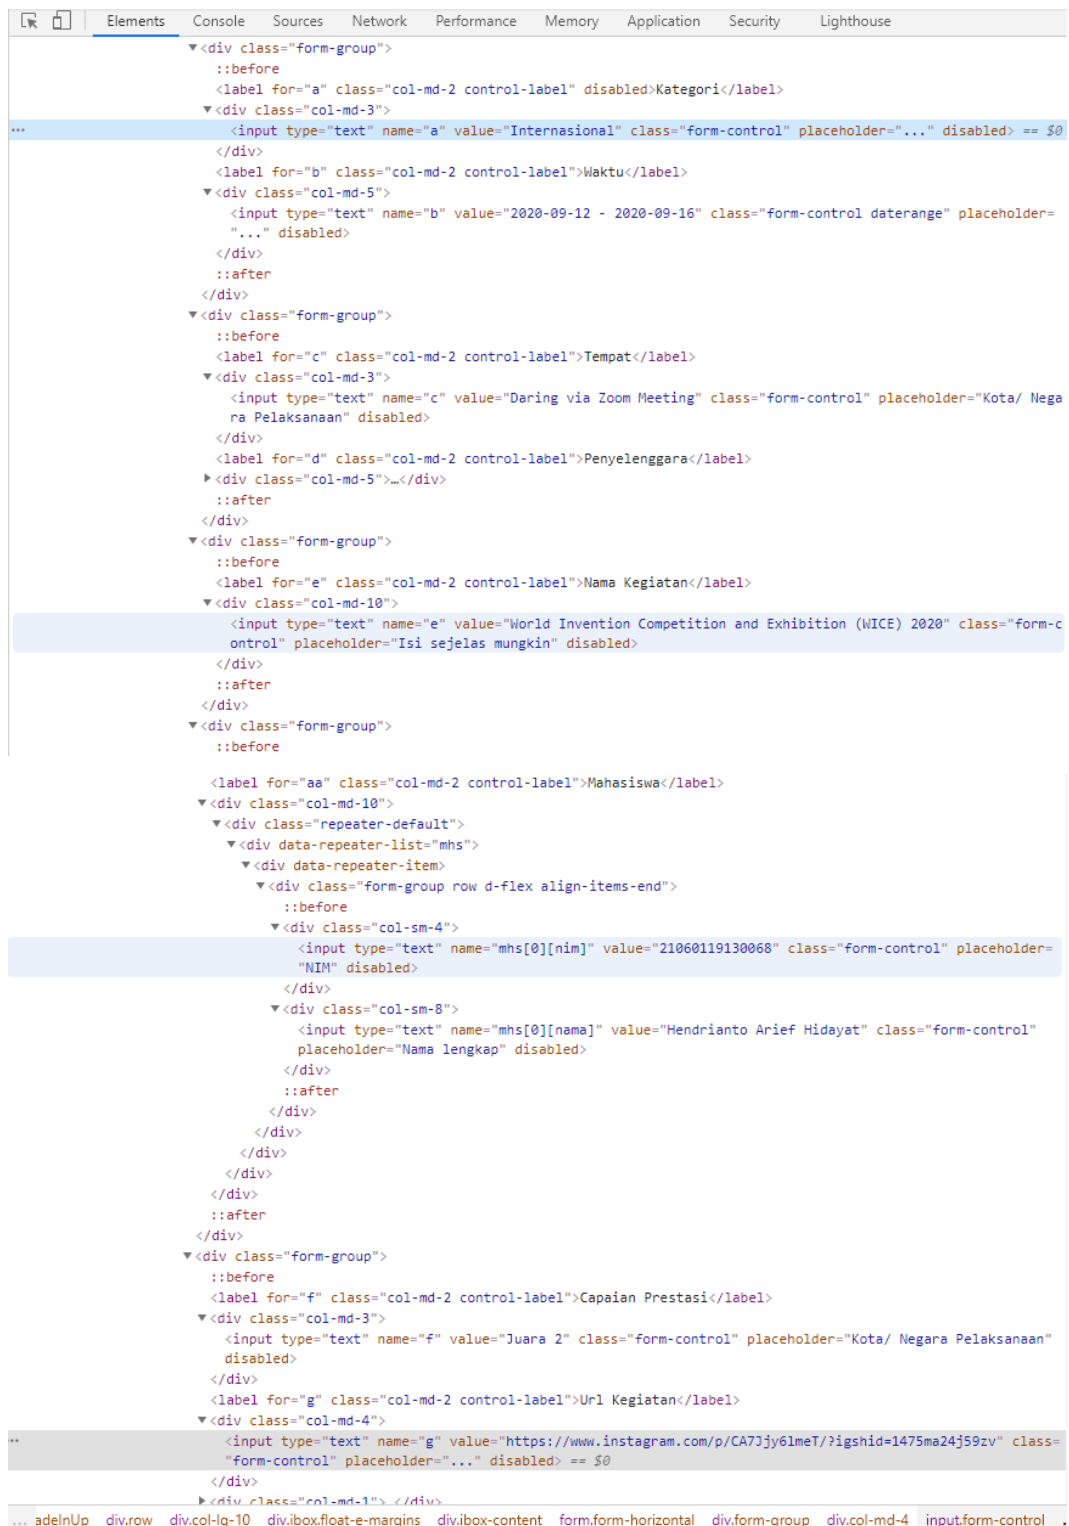 Elements Console Sources Network Performance Memory Application Security Lighthouse
▼<div class="form-group">
::before
<label for="a" class="col-md-2 control-label" disabled>Kategori</label>
▼<div class="col-md-3">
... <input type="text" name="a" value="Internasional" class="form-control" placeholder="..." disabled> == $0
</div>
<label for="b" class="col-md-2 control-label">Waktu</label>
▼<div class="col-md-5">
<input type="text" name="b" value="2020-09-12 - 2020-09-16" class="form-control daterange" placeholder=
"..." disabled>
</div>
::after
</div>
▼<div class="form-group">
::before
<label for="c" class="col-md-2 control-label">Tempat</label>
▼<div class="col-md-3">
<input type="text" name="c" value="Daring via Zoom Meeting" class="form-control" placeholder="Kota/ Nega
ra Pelaksanaan" disabled>
</div>
<label for="d" class="col-md-2 control-label">Penyelenggara</label>
▶<div class="col-md-5">…</div>
::after
</div>
▼<div class="form-group">
::before
<label for="e" class="col-md-2 control-label">Nama Kegiatan</label>
▼<div class="col-md-10">
<input type="text" name="e" value="World Invention Competition and Exhibition (WICE) 2020" class="form-c
ontrol" placeholder="Isi sejelas mungkin" disabled>
</div>
::after
</div>
▼<div class="form-group">
::before
<label for="aa" class="col-md-2 control-label">Mahasiswa</label>
▼<div class="col-md-10">
▼<div class="repeater-default">
▼<div data-repeater-list="mhs">
▼<div data-repeater-item>
▼<div class="form-group row d-flex align-items-end">
::before
▼<div class="col-sm-4">
<input type="text" name="mhs[0][nim]" value="21060119130068" class="form-control" placeholder=
"NIM" disabled>
</div>
▼<div class="col-sm-8">
<input type="text" name="mhs[0][nama]" value="Hendrianto Arief Hidayat" class="form-control"
placeholder="Nama lengkap" disabled>
</div>
::after
</div>
</div>
</div>
</div>
</div>
::after
</div>
▼<div class="form-group">
::before
<label for="f" class="col-md-2 control-label">Capaian Prestasi</label>
▼<div class="col-md-3">
<input type="text" name="f" value="Juara 2" class="form-control" placeholder="Kota/ Negara Pelaksanaan"
disabled>
</div>
<label for="g" class="col-md-2 control-label">Url Kegiatan</label>
▼<div class="col-md-4">
... <input type="text" name="g" value="https://www.instagram.com/p/CA7Jjy6lmeT/?igshid=1475ma24j59zv" class=
"form-control" placeholder="..." disabled> == $0
</div>
▶<div class="col-md-1"> </div>
... adeInUp div.row div.col-lg-10 div.ibox.float-e-margins div.ibox-content form.form-horizontal div.form-group div.col-md-4 input.form-control .